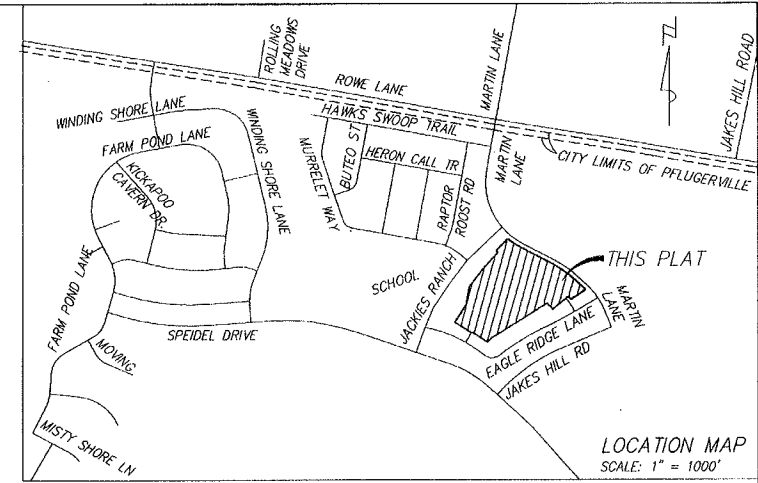 ROLLING
MEADOWS
DRIVE
MARTIN LANE
JAKES HILL ROAD
ROWE LANE
WINDING SHORE LANE
HAWKS SWOOP TRAIL
FARM POND LANE
WINDING SHORE LANE
BUTEO ST
MURRELET WAY
HERON CALL TR
MARTIN
LANE
CITY LIMITS OF PFLUGERVILLE
KICKAPOO
CAVERN DR.
RAPTOR
ROOST RD
THIS PLAT
SCHOOL
JACKIES RANCH
MARTIN
LANE
FARM POND LANE
SPEIDEL DRIVE
EAGLE RIDGE LANE
MOVING
JAKES HILL RD
MISTY SHORE LN
LOCATION MAP
SCALE: 1" = 1000'